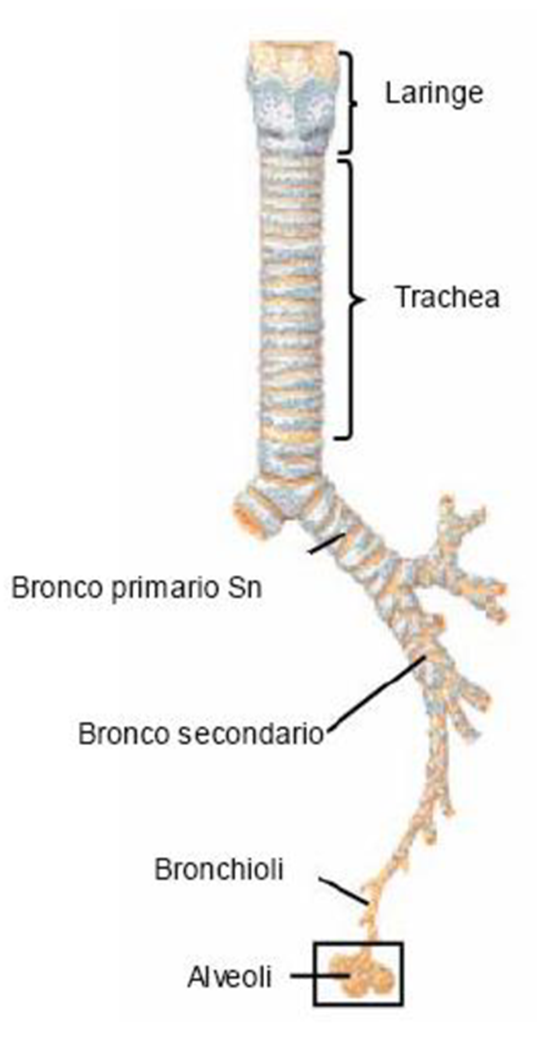 Laringe
Trachea
Bronco primario Sn
Bronco secondario
Bronchioli
Alveoli